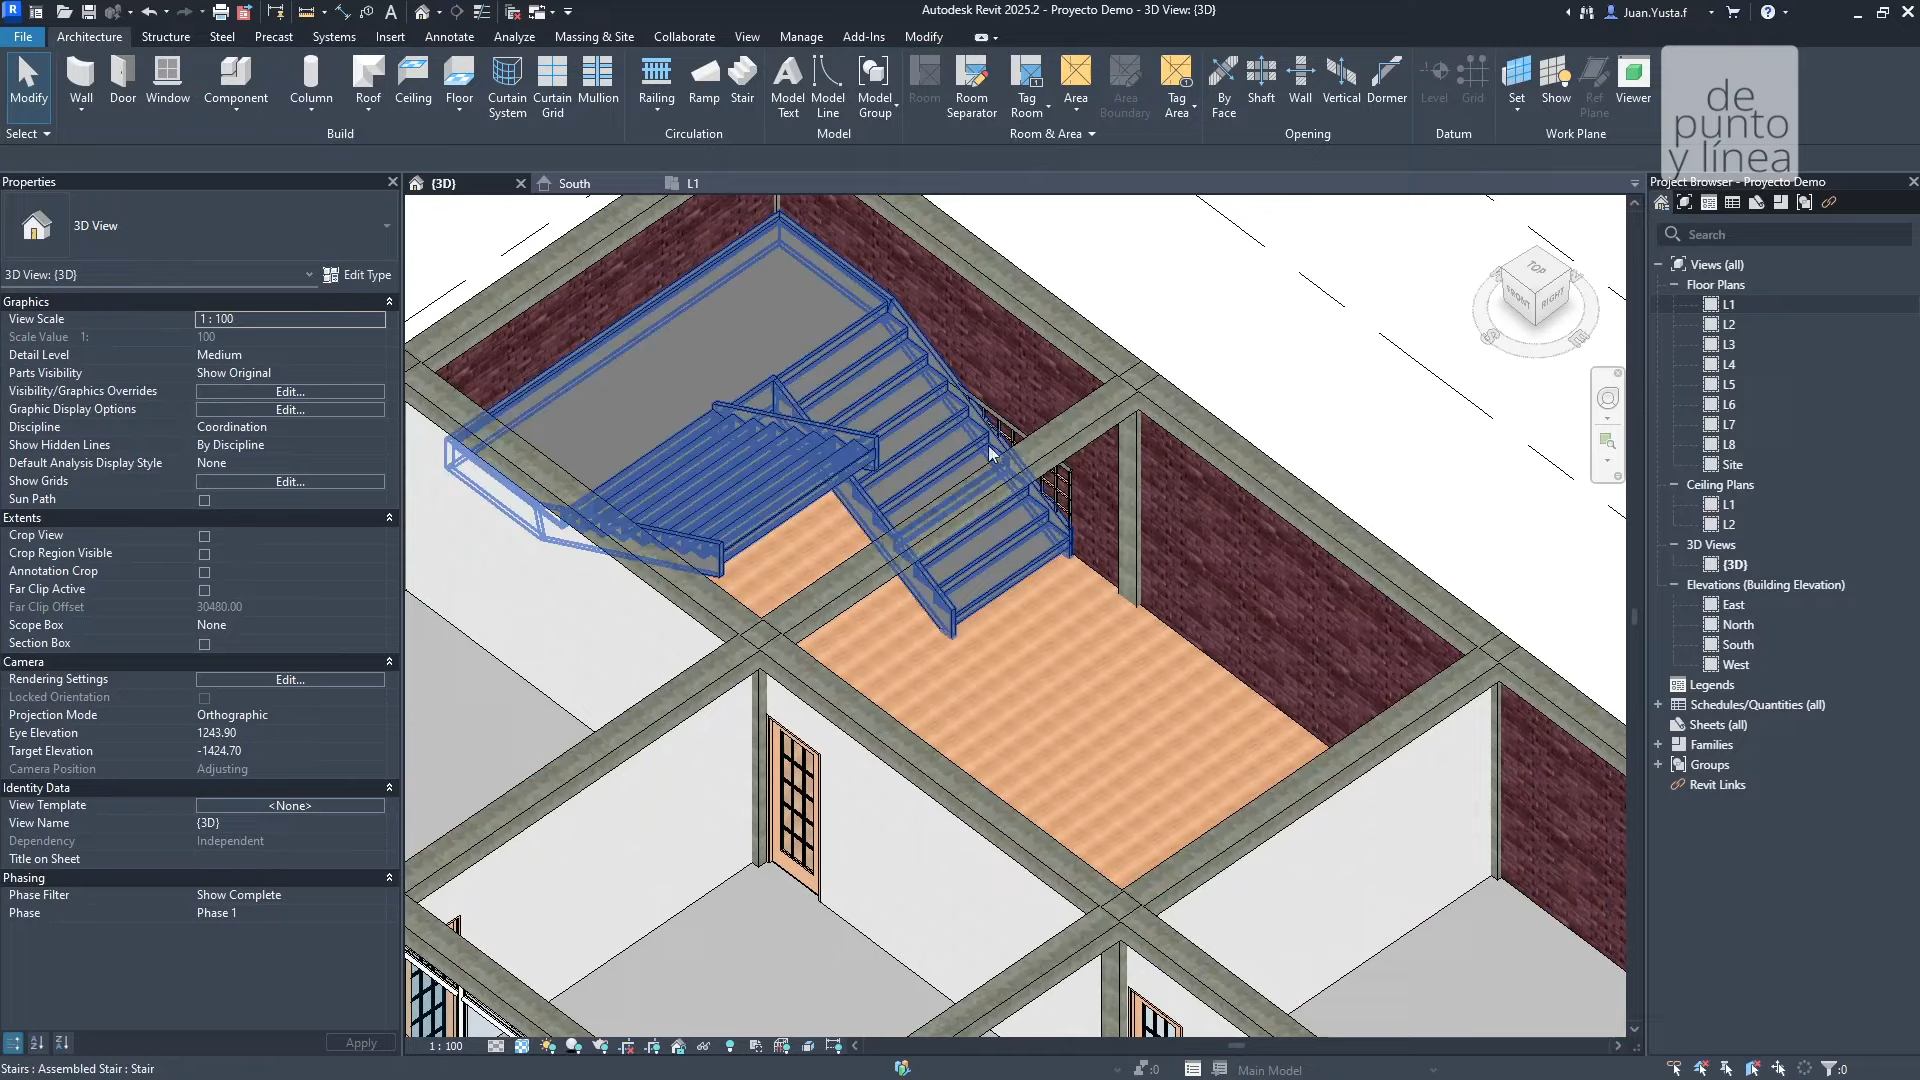 Autodesk Revit 2025.2 - Proyecto Demo - 3D View: {3D}
Juan.Yusta.f
File Architecture Structure Steel Precast Systems Insert Annotate Analyze Massing & Site Collaborate View Manage Add-Ins Modify
Modify
Wall
Door
Window
Component
Column
Roof
Ceiling
Floor
Curtain System
Curtain Grid
Mullion
Railing
Ramp
Stair
Model Text
Model Line
Model Group
Room
Room Separator
Tag Room
Area
Area Boundary
Tag Area
By Face
Shaft
Wall
Vertical
Dormer
Level
Grid
Set
Show
Ref Plane
Viewer
Select
Build
Circulation
Model
Room & Area
Opening
Datum
Work Plane
de
punto
y línea
Properties
3D View
3D View: {3D}
Edit Type
Graphics
View Scale 1 : 100
Scale Value 1: 100
Detail Level Medium
Parts Visibility Show Original
Visibility/Graphics Overrides Edit...
Graphic Display Options Edit...
Discipline Coordination
Show Hidden Lines By Discipline
Default Analysis Display Style None
Show Grids Edit...
Sun Path
Extents
Crop View
Crop Region Visible
Annotation Crop
Far Clip Active
Far Clip Offset 30480.00
Scope Box None
Section Box
Camera
Rendering Settings Edit...
Locked Orientation
Projection Mode Orthographic
Eye Elevation 1243.90
Target Elevation -1424.70
Camera Position Adjusting
Identity Data
View Template <None>
View Name {3D}
Dependency Independent
Title on Sheet
Phasing
Phase Filter Show Complete
Phase Phase 1
Apply
{3D}
South
L1
TOP
FRONT
RIGHT
1 : 100
Project Browser - Proyecto Demo
Search
Views (all)
Floor Plans
L1
L2
L3
L4
L5
L6
L7
L8
Site
Ceiling Plans
L1
L2
3D Views
{3D}
Elevations (Building Elevation)
East
North
South
West
Legends
Schedules/Quantities (all)
Sheets (all)
Families
Groups
Revit Links
Stairs : Assembled Stair : Stair
:0
Main Model
:0